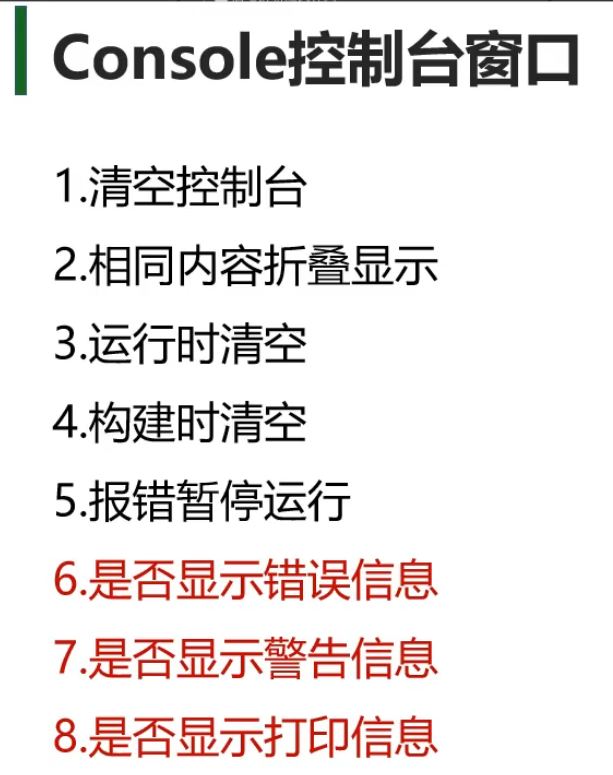 Console控制台窗口
1.清空控制台
2.相同内容折叠显示
3.运行时清空
4.构建时清空
5.报错暂停运行
6.是否显示错误信息
7.是否显示警告信息
8.是否显示打印信息